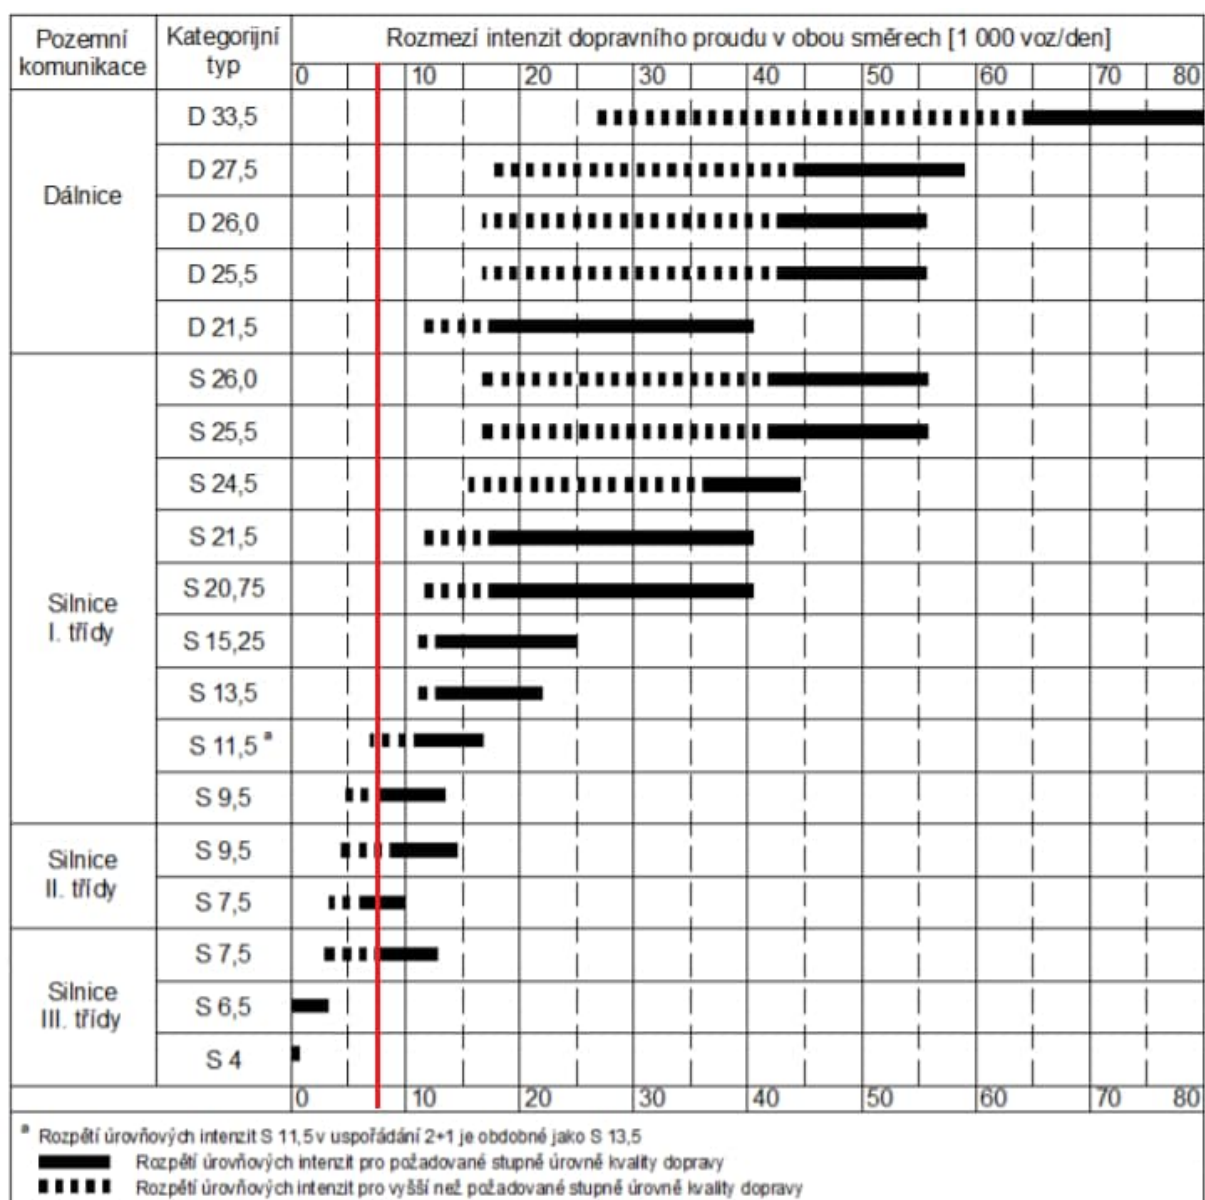 Pozemní komunikace
Kategorijní typ
Rozmezí intenzit dopravního proudu v obou směrech [1 000 voz/den]
0 10 20 30 40 50 60 70 80
Dálnice
D 33,5
D 27,5
D 26,0
D 25,5
D 21,5
Silnice
I. třídy
S 26,0
S 25,5
S 24,5
S 21,5
S 20,75
S 15,25
S 13,5
S 11,5 ª
S 9,5
Silnice
II. třídy
S 9,5
S 7,5
Silnice
III. třídy
S 7,5
S 6,5
S 4
0 10 20 30 40 50 60 70 80
ª Rozpětí úrovňových intenzit S 11,5 v uspořádání 2+1 je obdobné jako S 13,5
Rozpětí úrovňových intenzit pro požadované stupně úrovně kvality dopravy
Rozpětí úrovňových intenzit pro vyšší než požadované stupně úrovně kvality dopravy